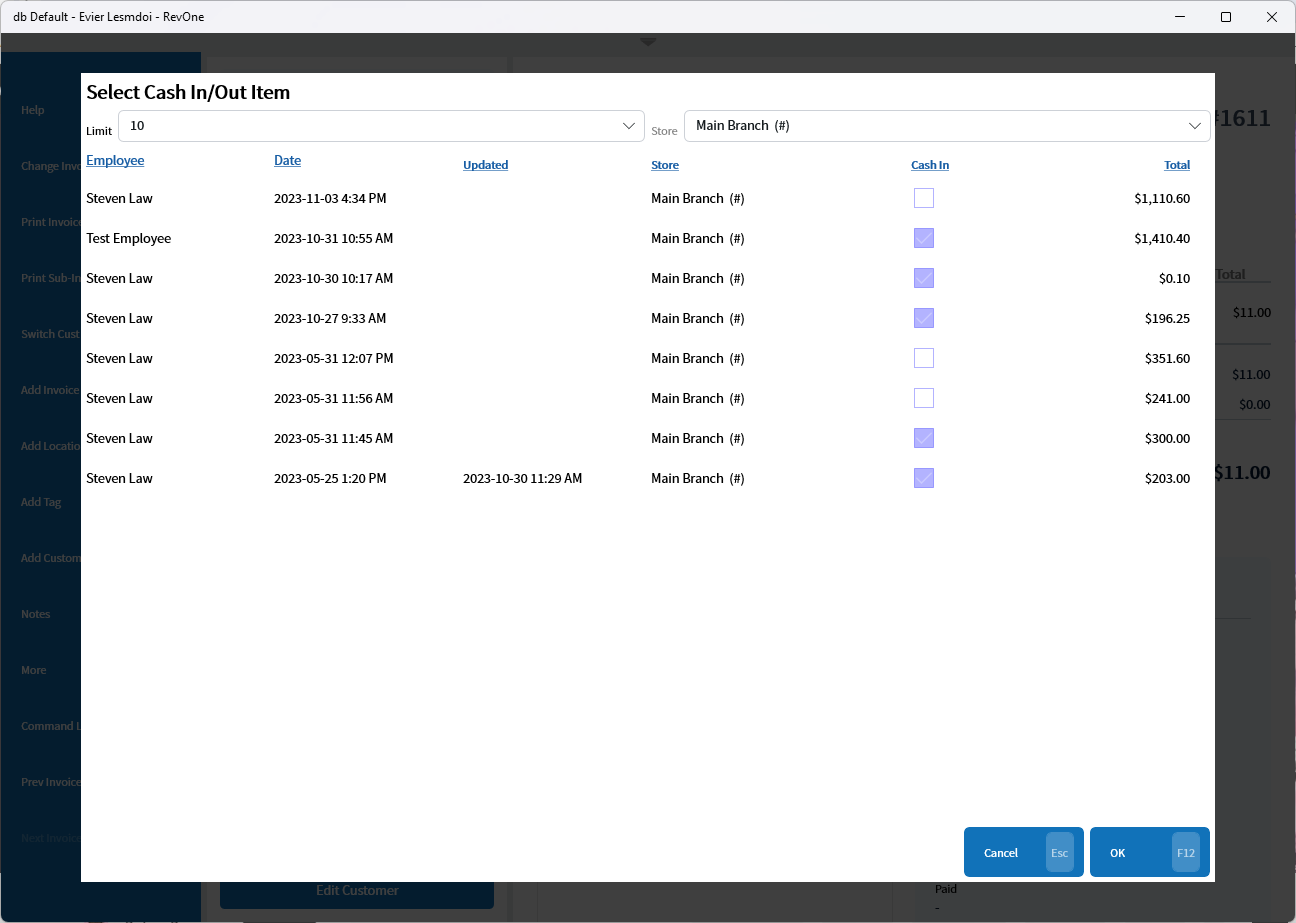 db Default - Evier Lesmdoi - RevOne
Help
Change Invo
Print Invoice
Print Sub-In
Switch Cust
Add Invoice
Add Locatio
Add Tag
Add Custom
Notes
More
Command L
Prev Invoice
Next Invoice
Select Cash In/Out Item
Limit 10 Store Main Branch (#)
Employee Date Updated Store Cash In Total
Steven Law 2023-11-03 4:34 PM Main Branch (#) $1,110.60
Test Employee 2023-10-31 10:55 AM Main Branch (#) $1,410.40
Steven Law 2023-10-30 10:17 AM Main Branch (#) $0.10
Steven Law 2023-10-27 9:33 AM Main Branch (#) $196.25
Steven Law 2023-05-31 12:07 PM Main Branch (#) $351.60
Steven Law 2023-05-31 11:56 AM Main Branch (#) $241.00
Steven Law 2023-05-31 11:45 AM Main Branch (#) $300.00
Steven Law 2023-05-25 1:20 PM 2023-10-30 11:29 AM Main Branch (#) $203.00
Cancel Esc OK F12
#1611
Total
$11.00
$11.00
$0.00
$11.00
Edit Customer
Paid
-